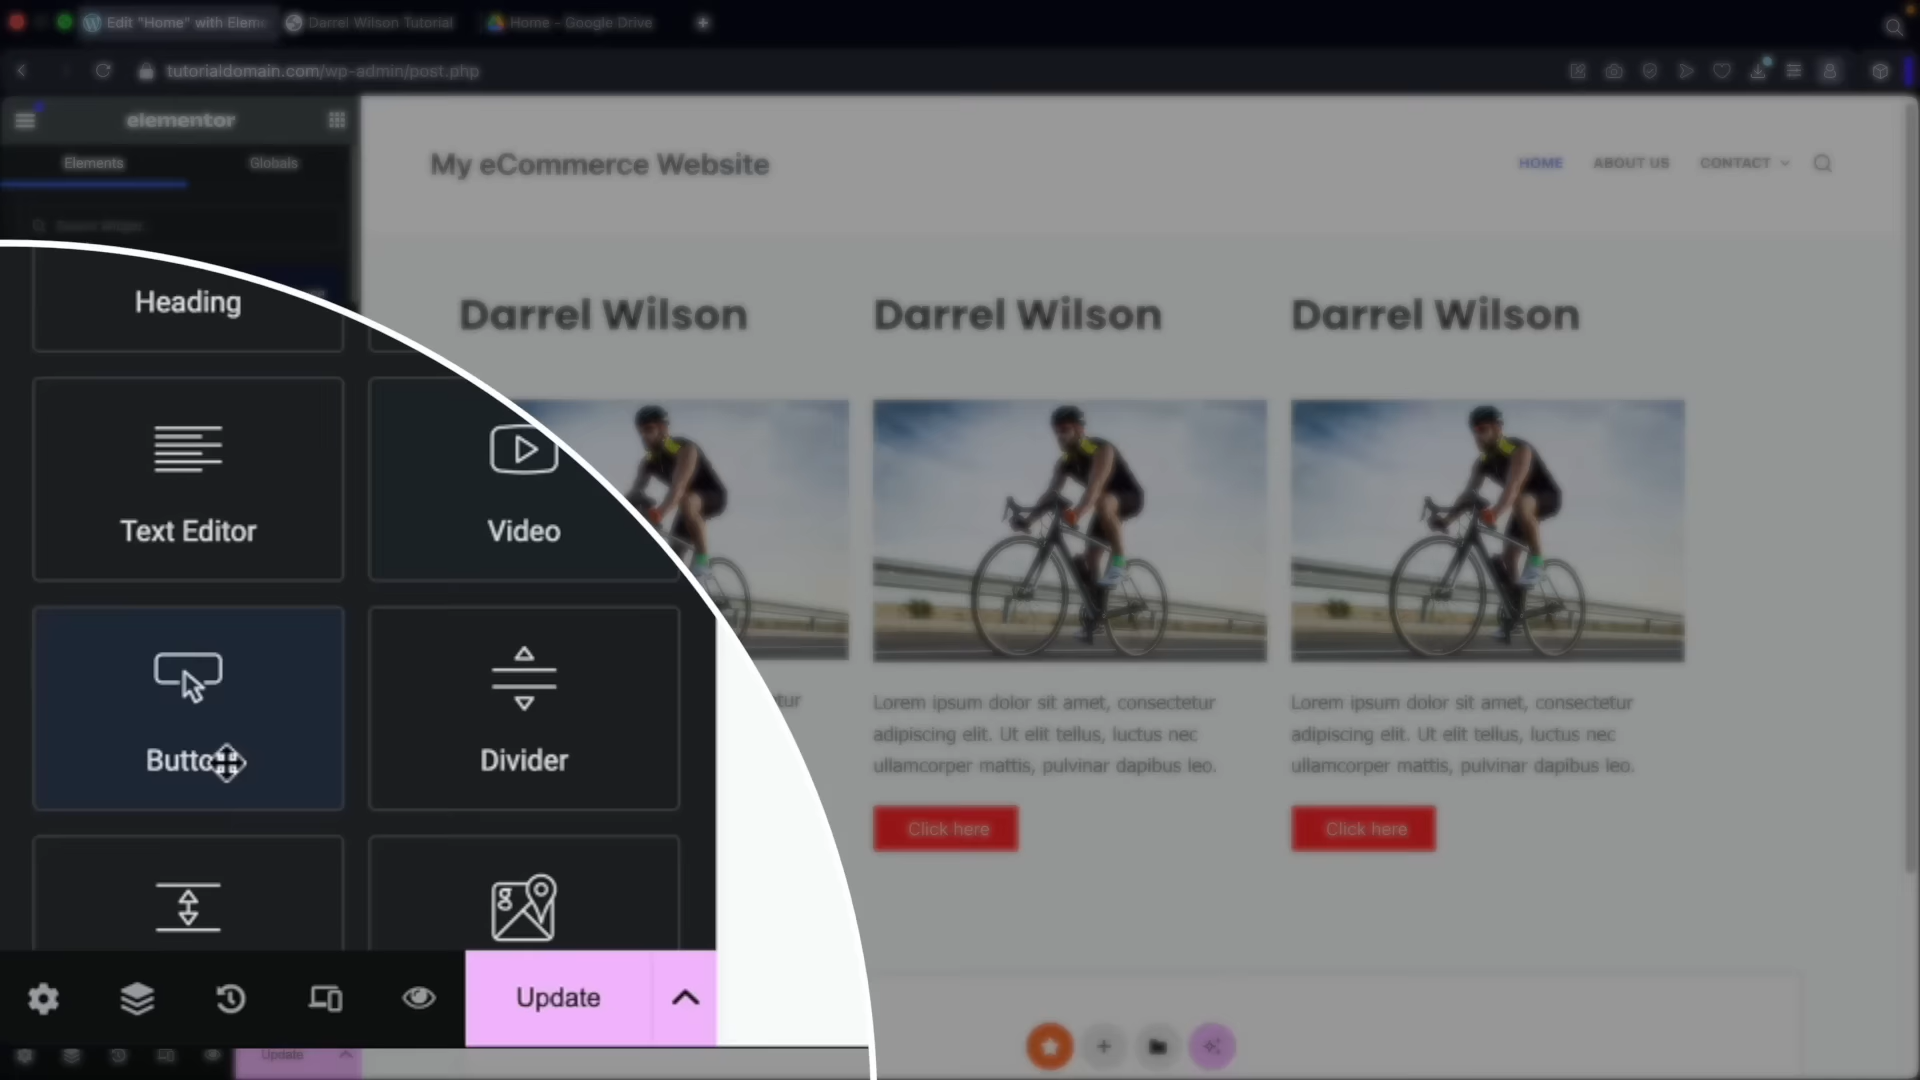 Edit "Home" with Elem
Darrel Wilson Tutorial
Home - Google Drive
tutorialdomain.com/wp-admin/post.php
elementor
Elements
Globals
My eCommerce Website
HOME
ABOUT US
CONTACT
Darrel Wilson
Darrel Wilson
Darrel Wilson
Heading
Text Editor
Video
Butto
Divider
tur
Lorem ipsum dolor sit amet, consectetur
adipiscing elit. Ut elit tellus, luctus nec
ullamcorper mattis, pulvinar dapibus leo.
Lorem ipsum dolor sit amet, consectetur
adipiscing elit. Ut elit tellus, luctus nec
ullamcorper mattis, pulvinar dapibus leo.
Click here
Click here
Update
Update